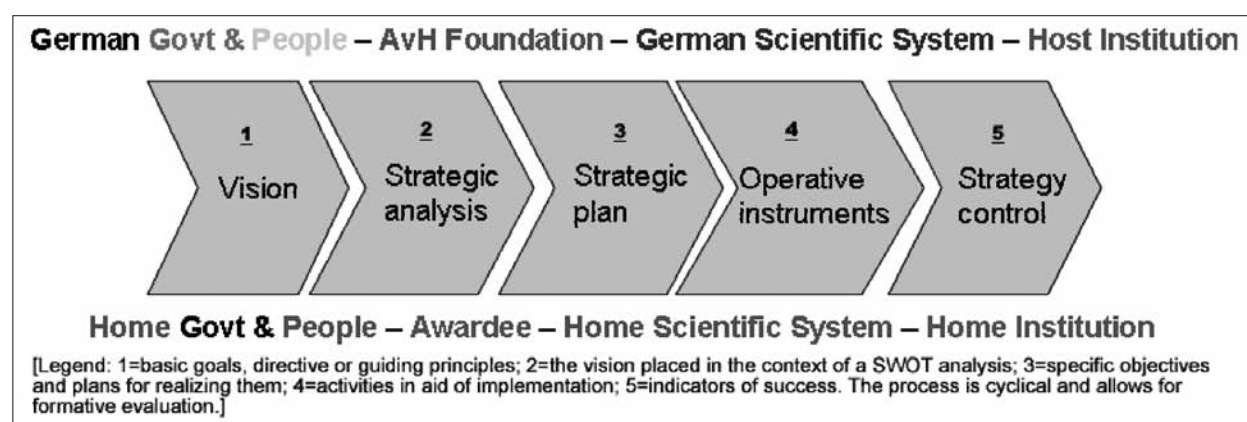 German Govt & People – AvH Foundation – German Scientific System – Host Institution
1
Vision
2
Strategic
analysis
3
Strategic
plan
4
Operative
instruments
5
Strategy
control
Home Govt & People – Awardee – Home Scientific System – Home Institution
[Legend: 1=basic goals, directive or guiding principles; 2=the vision placed in the context of a SWOT analysis; 3=specific objectives
and plans for realizing them; 4=activities in aid of implementation; 5=indicators of success. The process is cyclical and allows for
formative evaluation.]